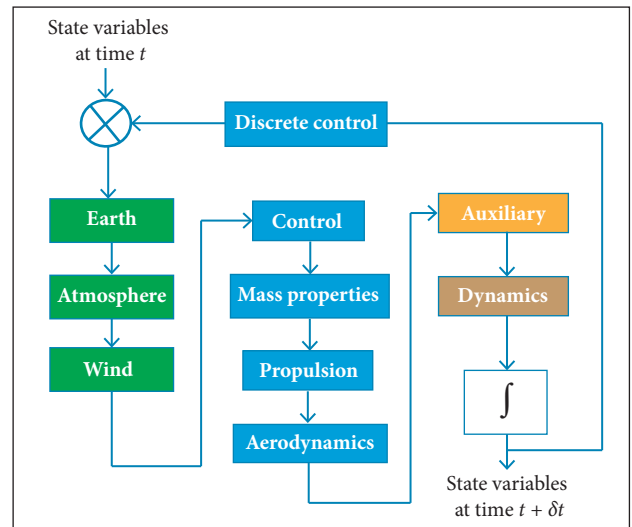 State variables
at time t
Discrete control
Earth
Atmosphere
Wind
Control
Mass properties
Propulsion
Aerodynamics
Auxiliary
Dynamics
∫
State variables
at time t + δt